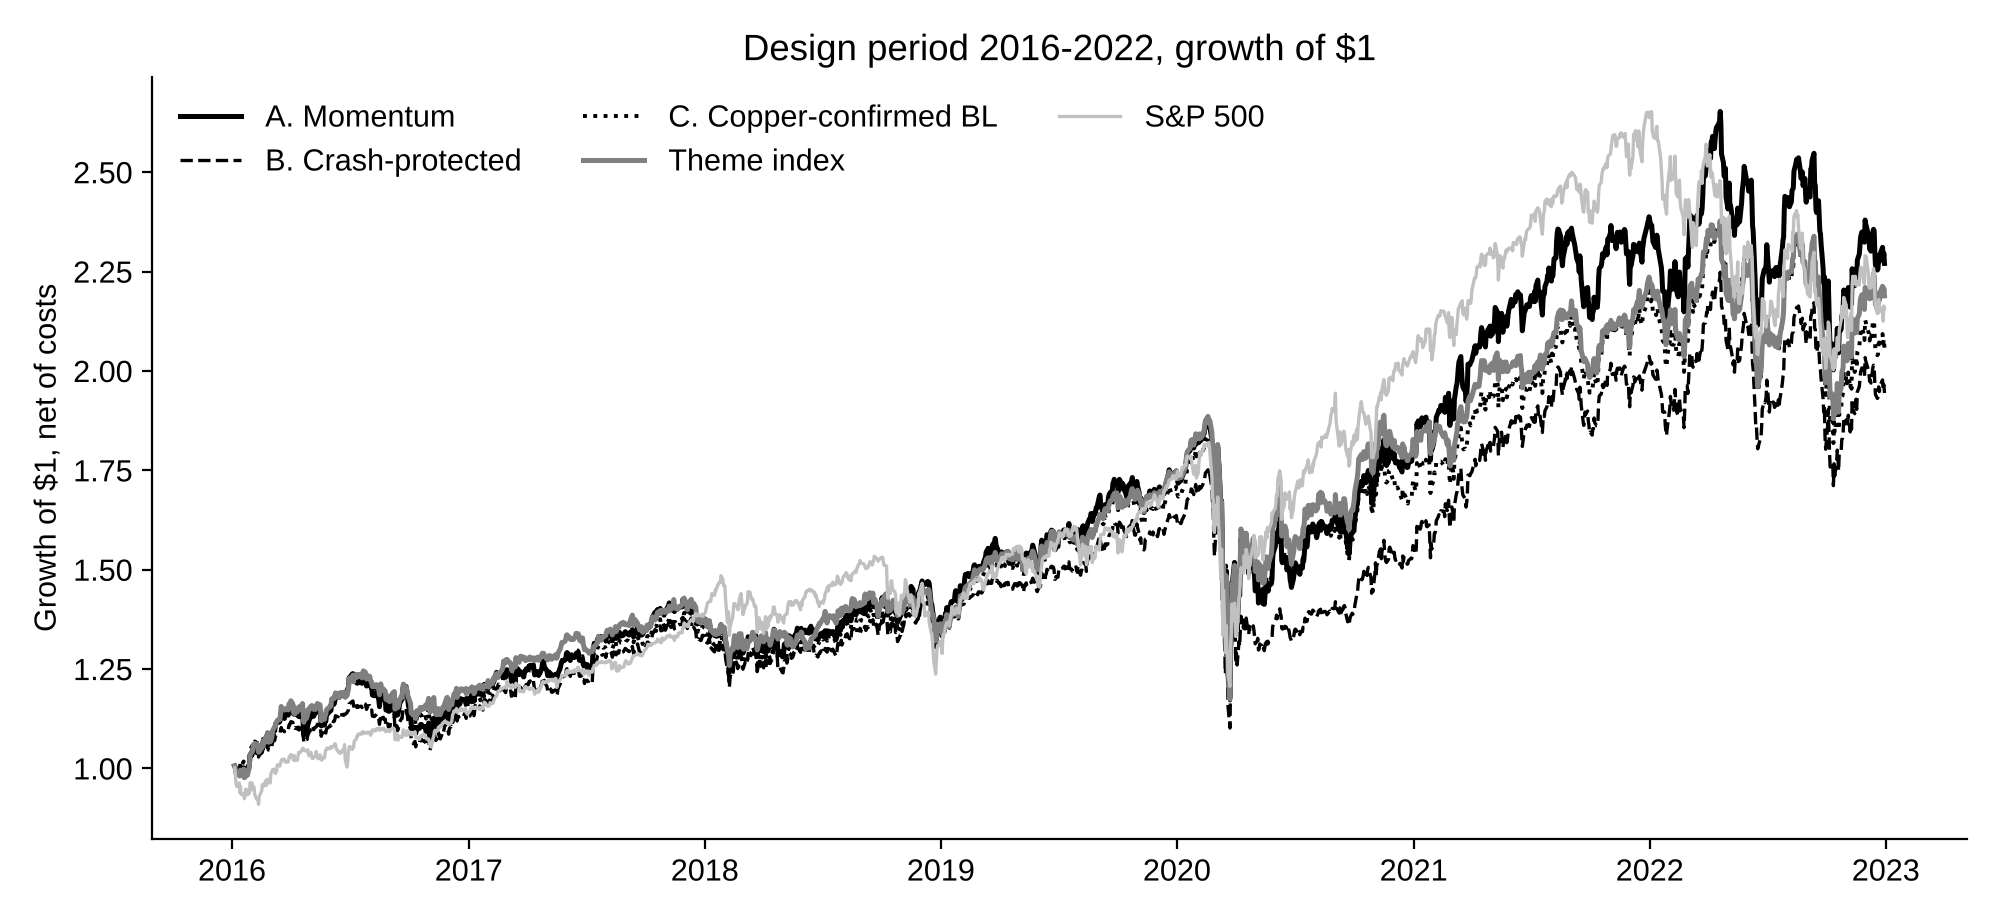 Design period 2016-2022, growth of $1
A. Momentum
B. Crash-protected
C. Copper-confirmed BL
Theme index
S&P 500
Growth of $1, net of costs
2.50
2.25
2.00
1.75
1.50
1.25
1.00
2016 2017 2018 2019 2020 2021 2022 2023